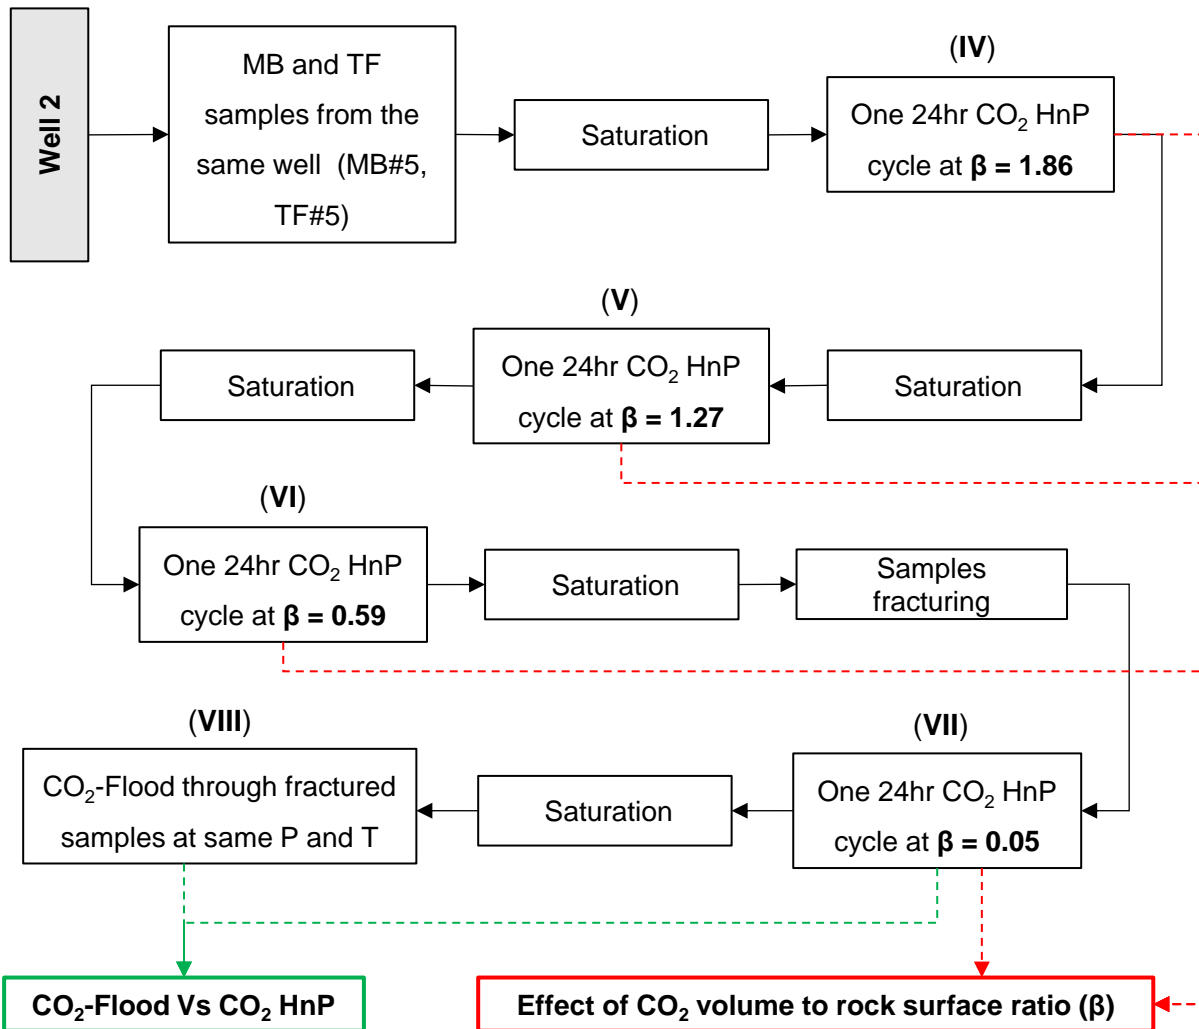 Well 2
MB and TF
samples from the
same well (MB#5,
TF#5)
Saturation
(IV)
One 24hr CO₂ HnP
cycle at β = 1.86
Saturation
(V)
One 24hr CO₂ HnP
cycle at β = 1.27
Saturation
(VI)
One 24hr CO₂ HnP
cycle at β = 0.59
Saturation
Samples
fracturing
(VII)
One 24hr CO₂ HnP
cycle at β = 0.05
Saturation
(VIII)
CO₂-Flood through fractured
samples at same P and T
CO₂-Flood Vs CO₂ HnP
Effect of CO₂ volume to rock surface ratio (β)